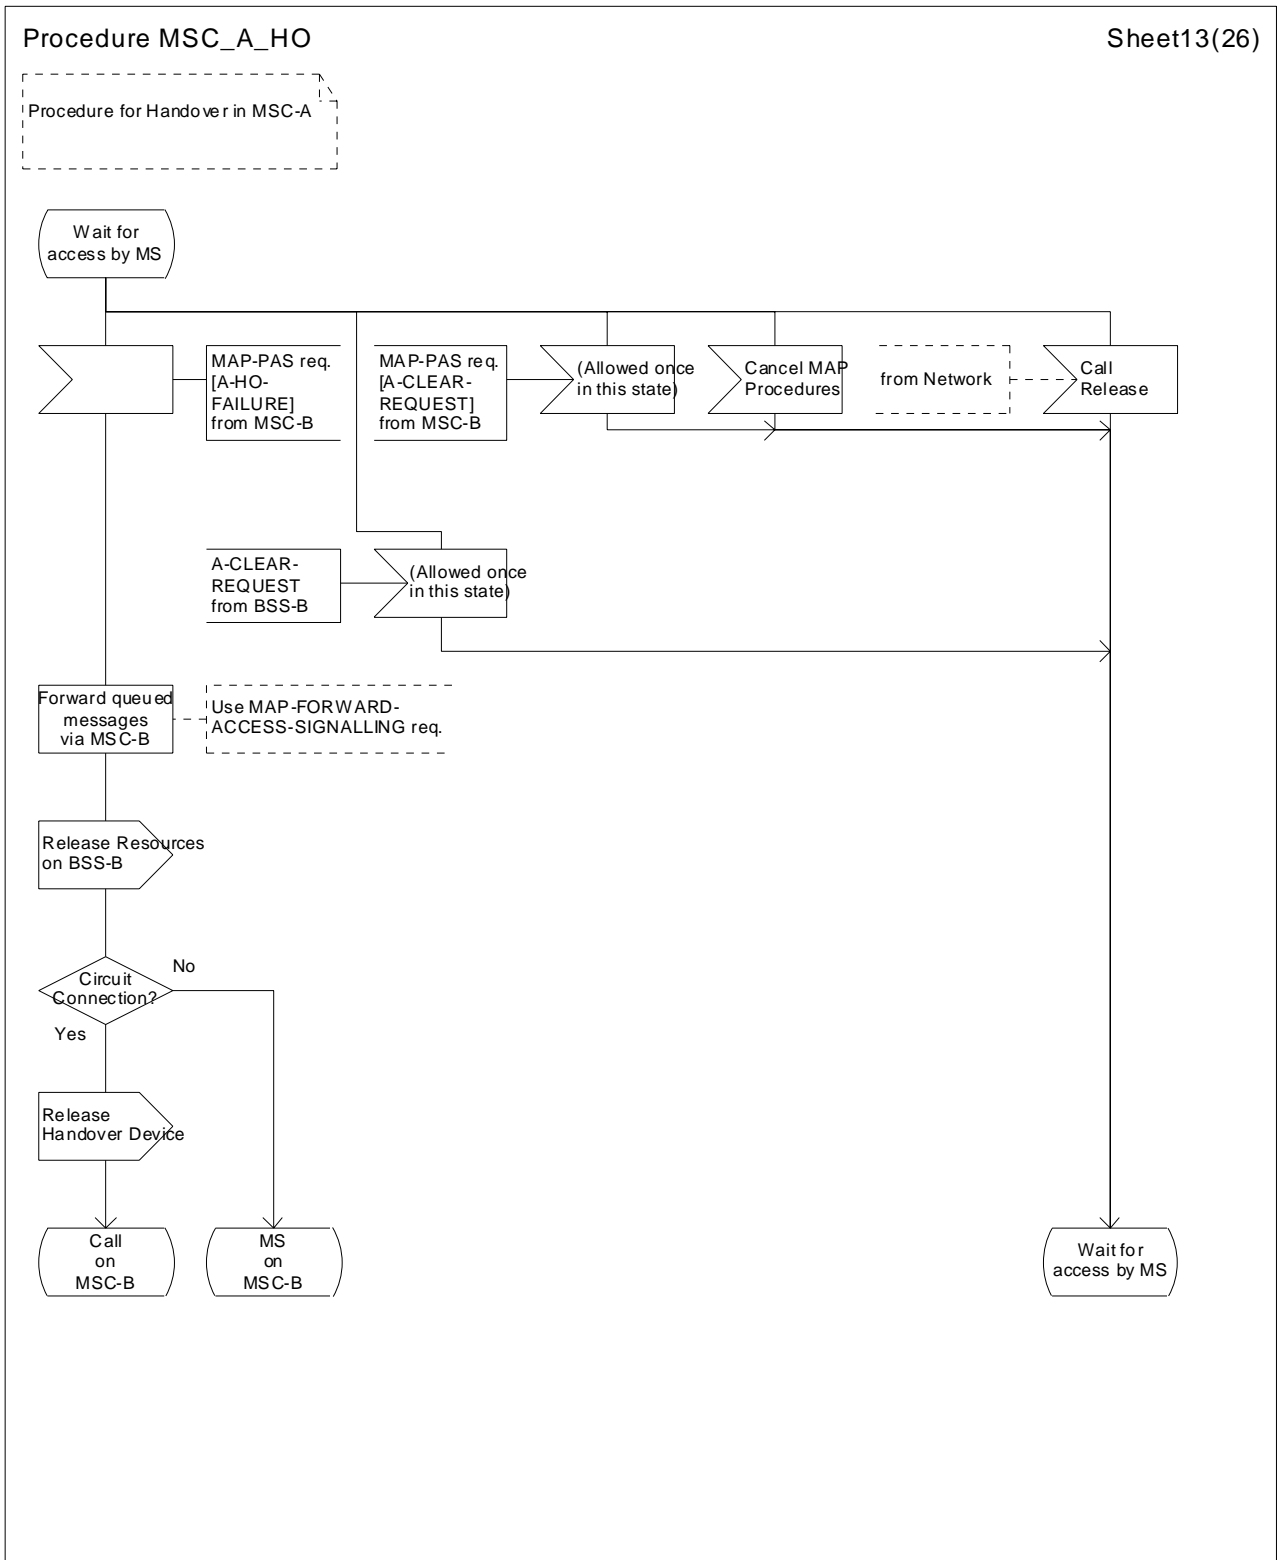 Procedure MSC_A_HO
Sheet13(26)
Procedure for Handover in MSC-A
Wait for
access by MS
MAP-PAS req.
[A-HO-
FAILURE]
from MSC-B
MAP-PAS req.
[A-CLEAR-
REQUEST]
from MSC-B
(Allowed once
in this state)
Cancel MAP
Procedures
from Network
Call
Release
A-CLEAR-
REQUEST
from BSS-B
(Allowed once
in this state)
Forward queued
messages
via MSC-B
Use MAP-FORWARD-
ACCESS-SIGNALLING req.
Release Resources
on BSS-B
Circuit
Connection?
No
Yes
Release
Handover Device
Call
on
MSC-B
MS
on
MSC-B
Wait for
access by MS